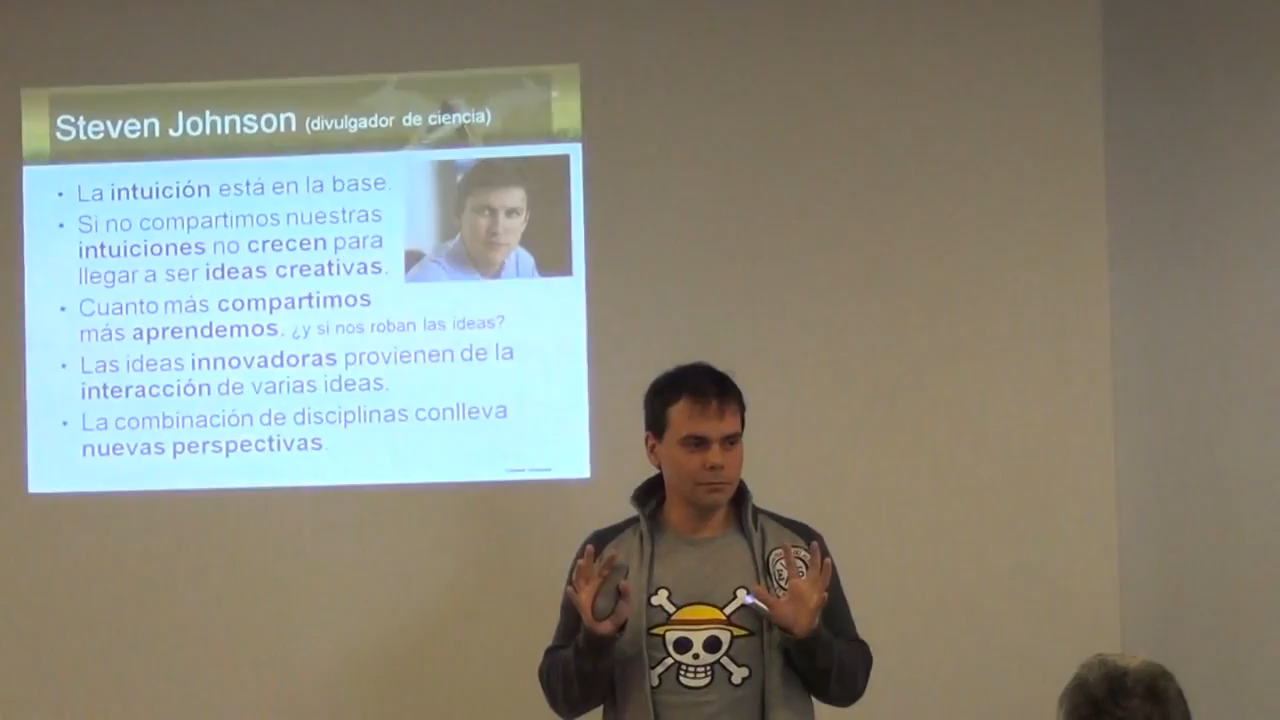 Steven Johnson (divulgador de ciencia)
• La intuición está en la base.
• Si no compartimos nuestras
intuiciones no crecen para
llegar a ser ideas creativas.
• Cuanto más compartimos
más aprendemos. ¿y si nos roban las ideas?
• Las ideas innovadoras provienen de la
interacción de varias ideas.
• La combinación de disciplinas conlleva
nuevas perspectivas.